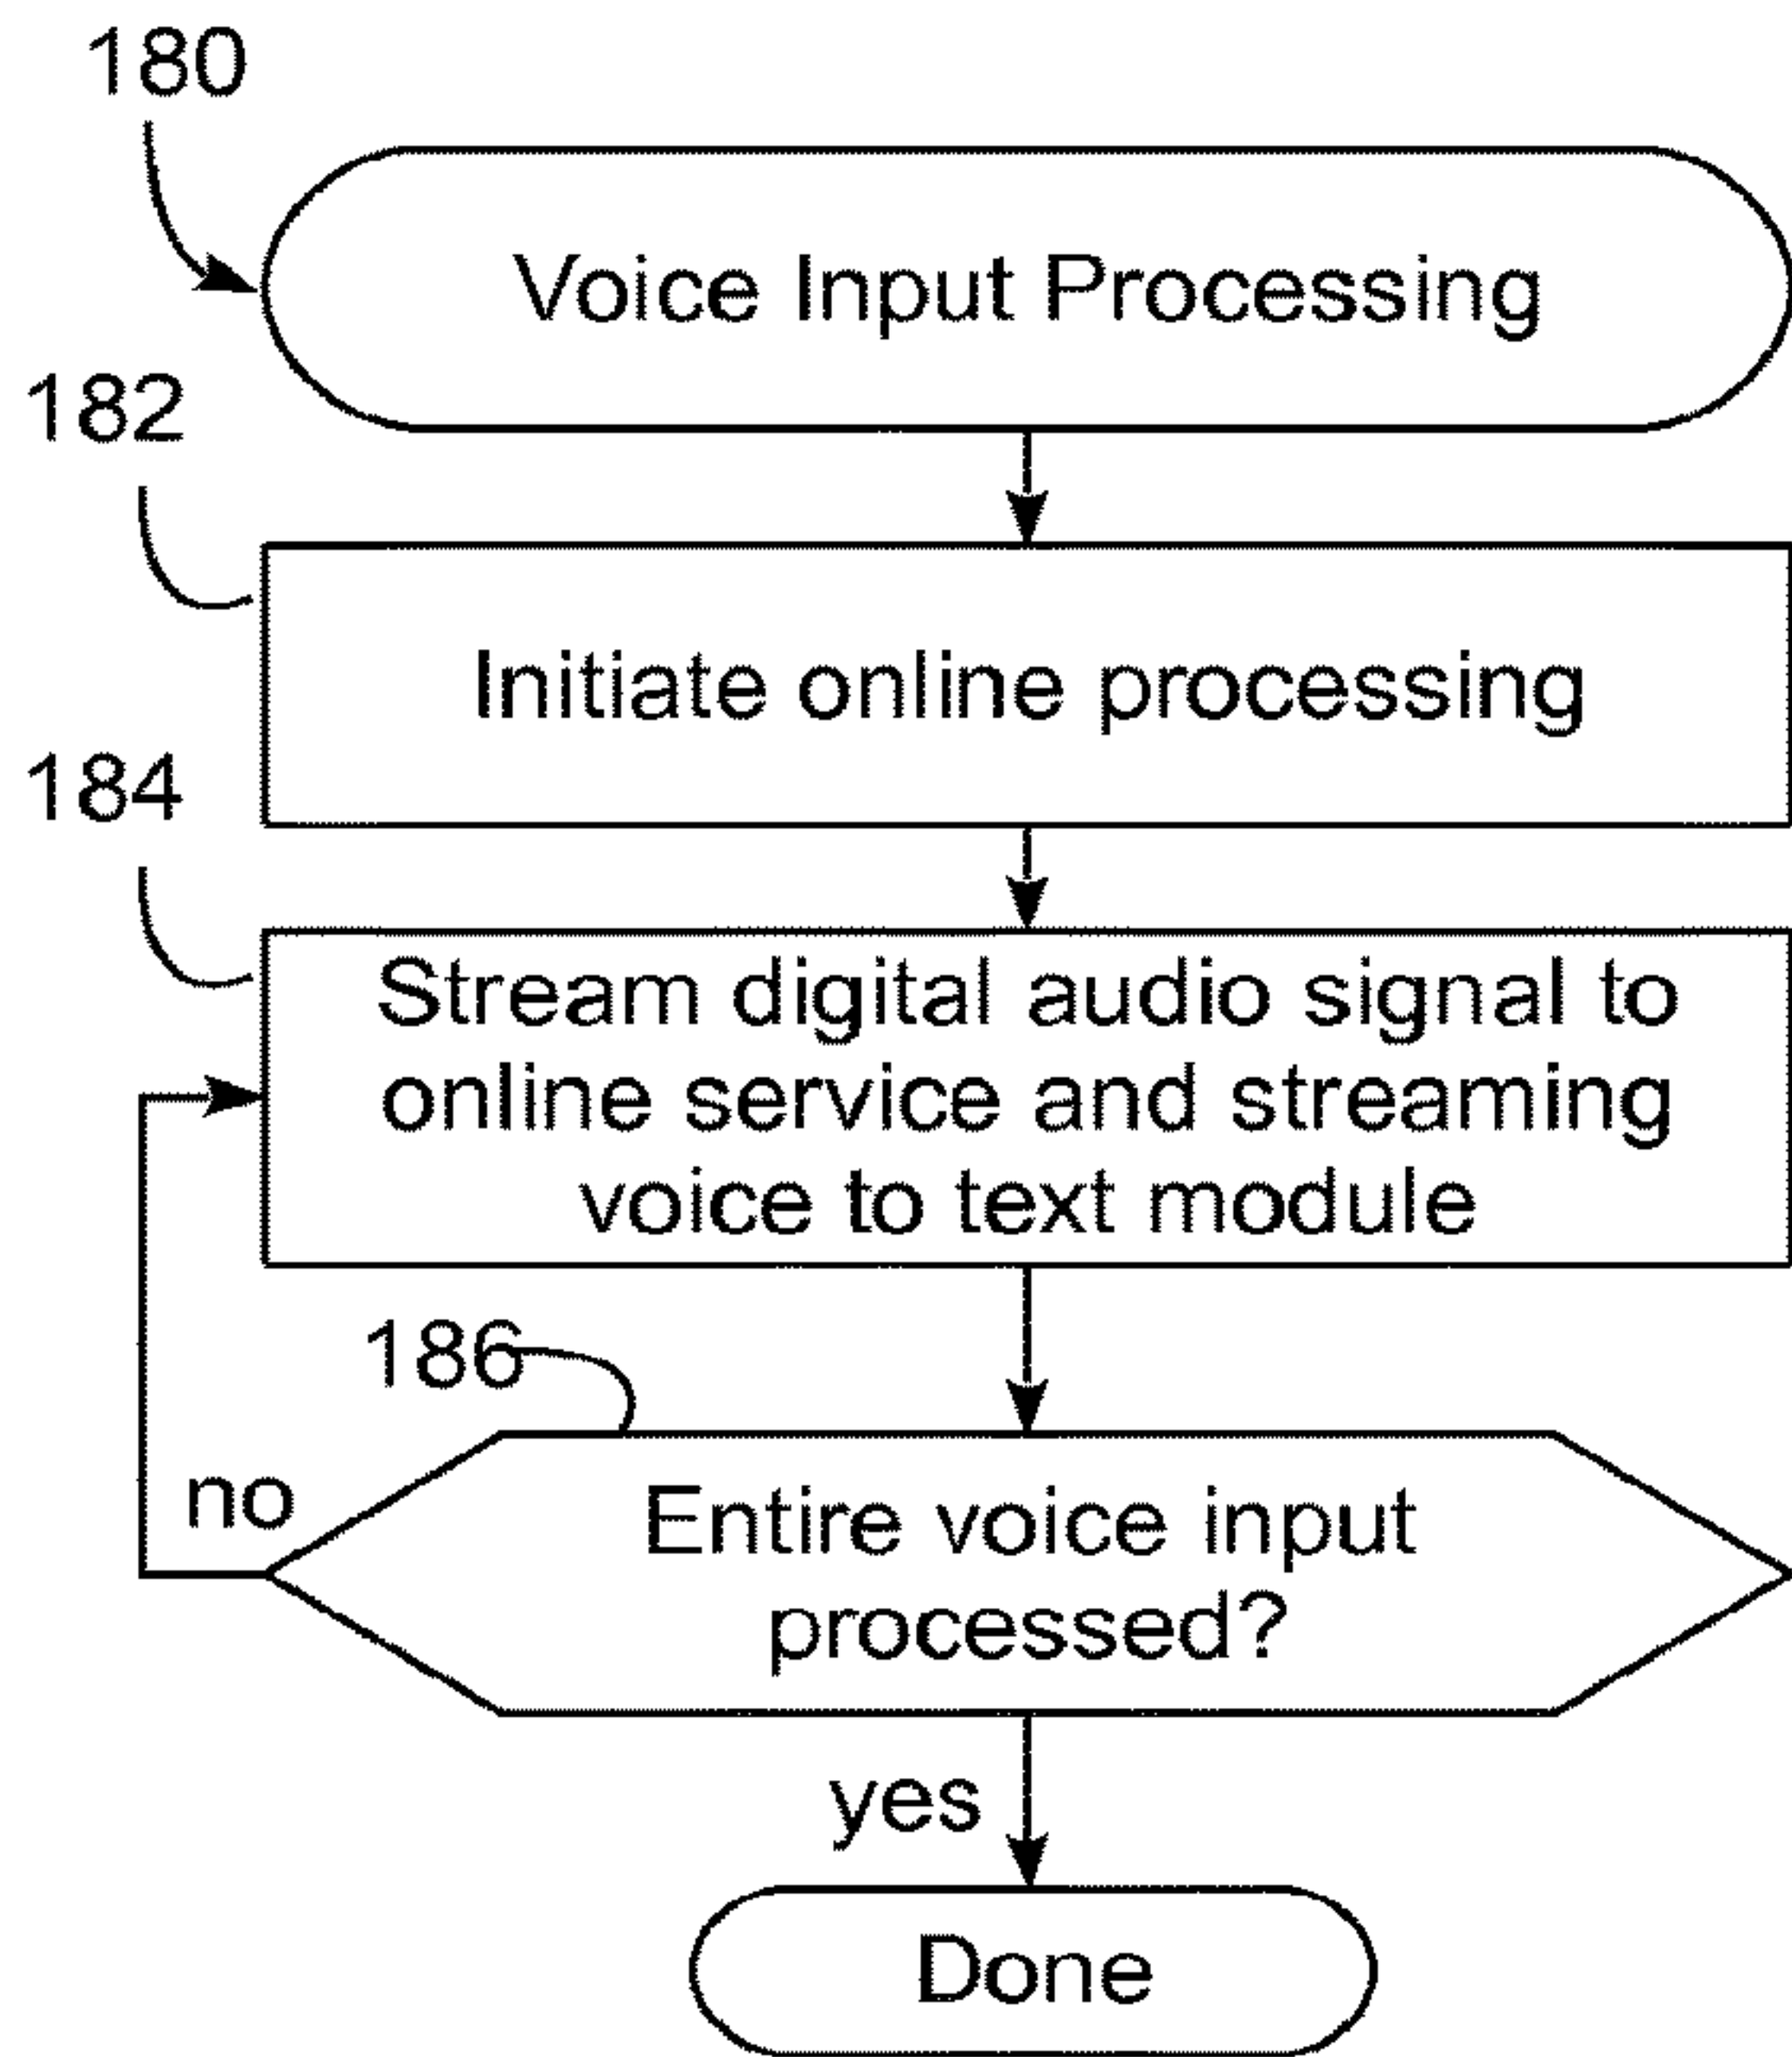 180
Voice Input Processing
182
Initiate online processing
184
Stream digital audio signal to
online service and streaming
voice to text module
186
no
Entire voice input
processed?
yes
Done